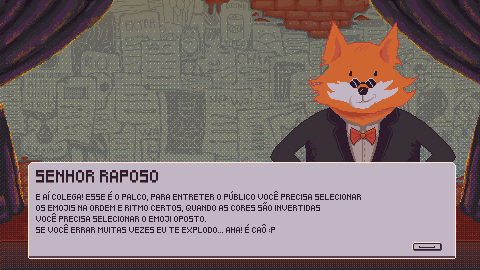 SENHOR RAPOSO
E AÍ COLEGA! ESSE É O PALCO, PARA ENTRETER O PÚBLICO VOCÊ PRECISA SELECIONAR
OS EMOJIS NA ORDEM E RITMO CERTOS, QUANDO AS CORES SÃO INVERTIDAS
VOCÊ PRECISA SELECIONAR O EMOJI OPOSTO.
SE VOCÊ ERRAR MUITAS VEZES EU TE EXPLODO... AHA! É CAÔ :P